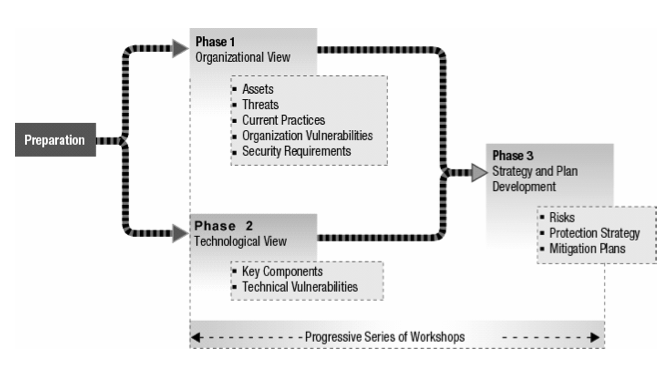 Preparation
Phase 1
Organizational View
▪ Assets
▪ Threats
▪ Current Practices
▪ Organization Vulnerabilities
▪ Security Requirements
Phase 2
Technological View
▪ Key Components
▪ Technical Vulnerabilities
Phase 3
Strategy and Plan
Development
▪ Risks
▪ Protection Strategy
▪ Mitigation Plans
Progressive Series of Workshops